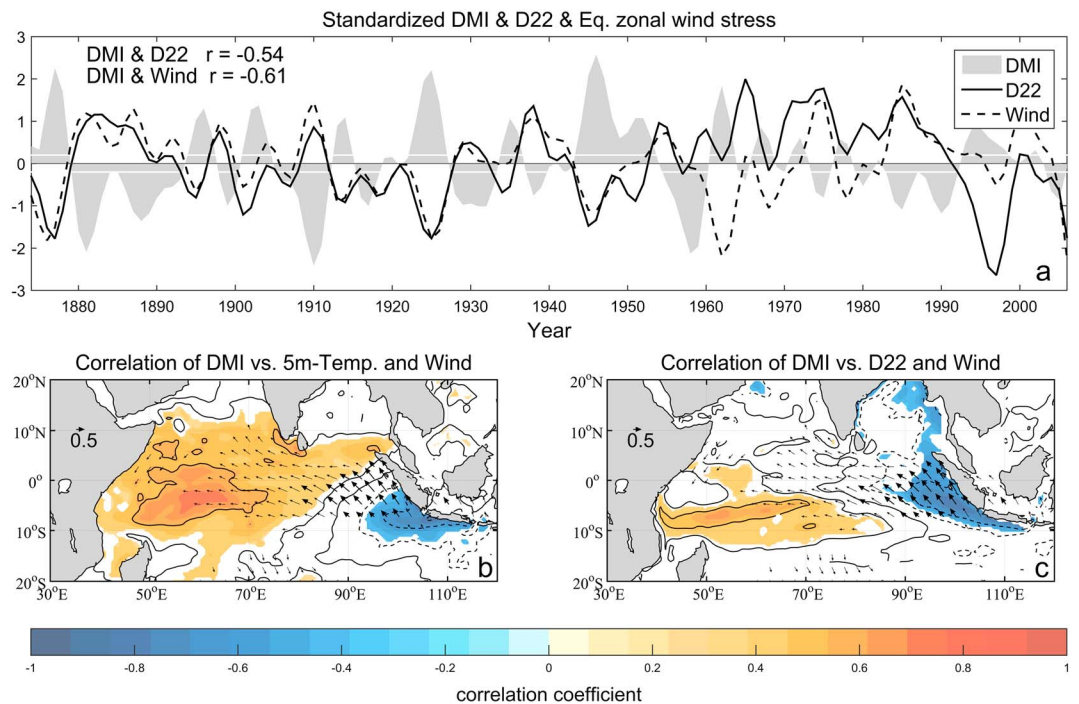 Standardized DMI & D22 & Eq. zonal wind stress
DMI & D22 r = -0.54
DMI & Wind r = -0.61
DMI
D22
Wind
3
2
1
0
-1
-2
-3
a
1880 1890 1900 1910 1920 1930 1940 1950 1960 1970 1980 1990 2000
Year
Correlation of DMI vs. 5m-Temp. and Wind
20°N
10°N
0°
10°S
20°S
0.5
b
30°E 50°E 70°E 90°E 110°E
Correlation of DMI vs. D22 and Wind
20°N
10°N
0°
10°S
20°S
0.5
c
30°E 50°E 70°E 90°E 110°E
-1 -0.8 -0.6 -0.4 -0.2 0 0.2 0.4 0.6 0.8 1
correlation coefficient